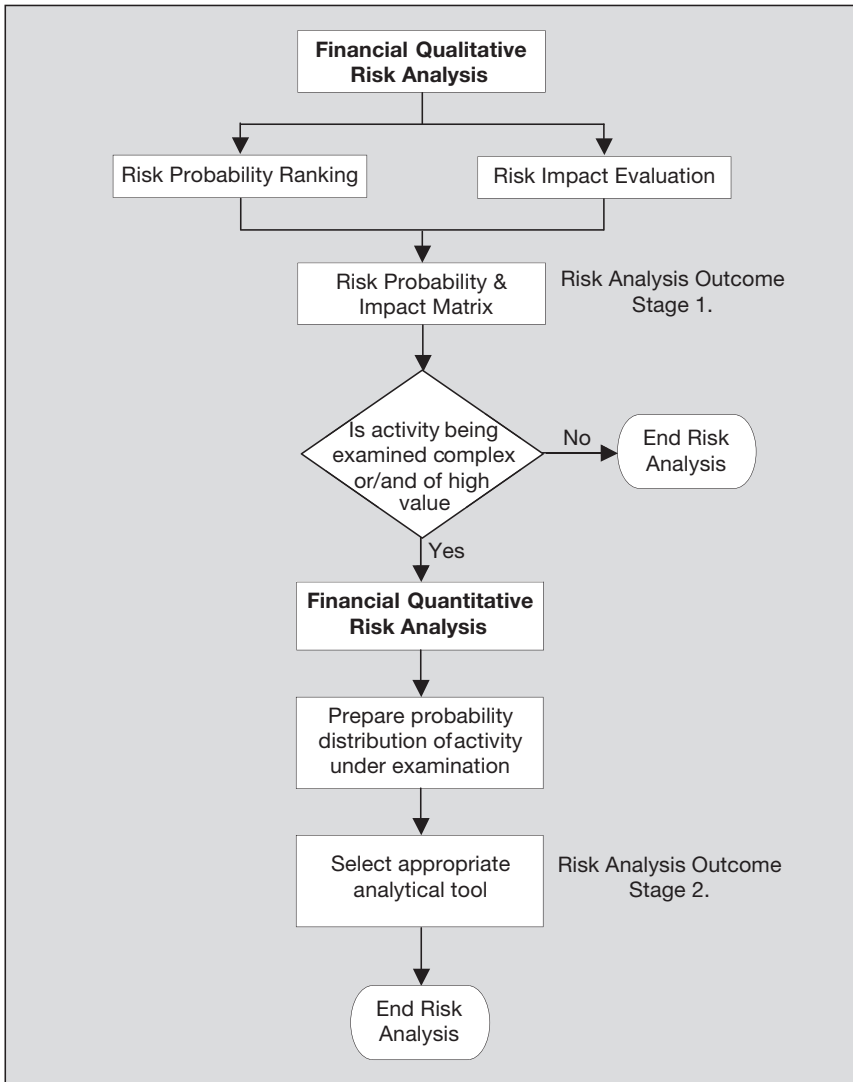 Financial Qualitative
Risk Analysis
Risk Probability Ranking
Risk Impact Evaluation
Risk Probability &
Impact Matrix
Risk Analysis Outcome
Stage 1.
Is activity being
examined complex
or/and of high
value
No
End Risk
Analysis
Yes
Financial Quantitative
Risk Analysis
Prepare probability
distribution of activity
under examination
Select appropriate
analytical tool
Risk Analysis Outcome
Stage 2.
End Risk
Analysis